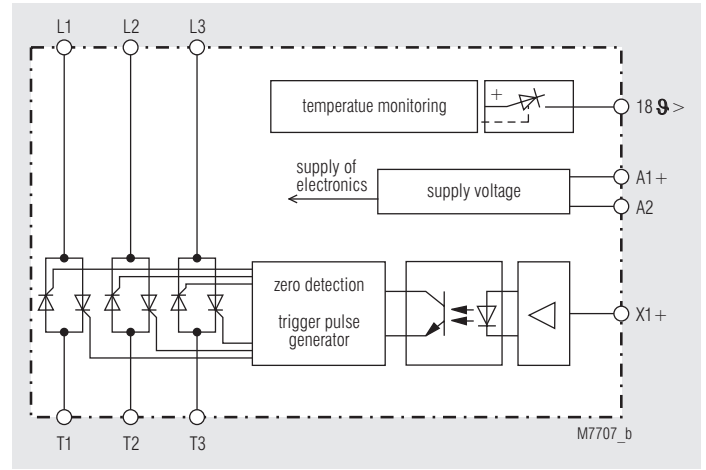 L1 L2 L3
temperatue monitoring
+
18 ϑ >
supply of
electronics
supply voltage
A1+
A2
zero detection
trigger pulse
generator
X1+
T1 T2 T3
M7707_b